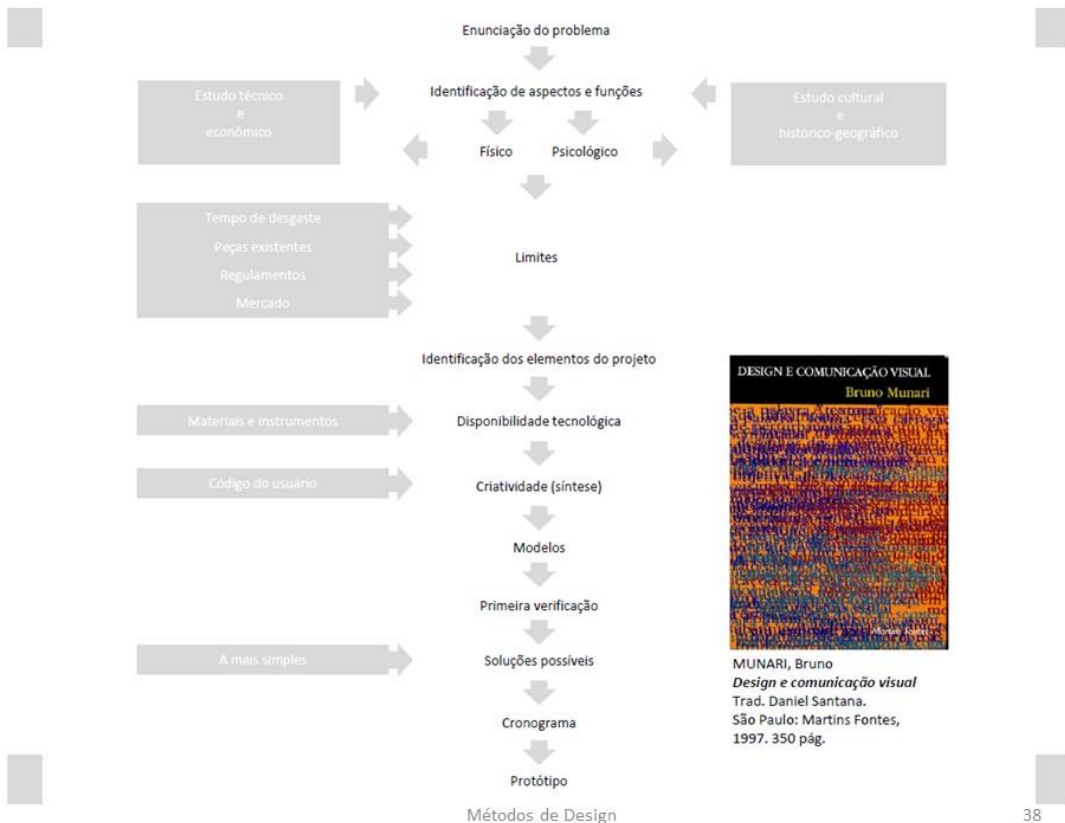 Enunciação do problema
Estudo técnico
e
econômico
Identificação de aspectos e funções
Estudo cultural
e
histórico-geográfico
Físico
Psicológico
Tempo de desgaste
Peças existentes
Regulamentos
Mercado
Limites
Identificação dos elementos do projeto
Materiais e instrumentos
Disponibilidade tecnológica
Código do usuário
Criatividade (síntese)
Modelos
Primeira verificação
A mais simples
Soluções possíveis
Cronograma
Protótipo
DESIGN E COMUNICAÇÃO VISUAL
Bruno Munari
Martins Fontes
MUNARI, Bruno
Design e comunicação visual
Trad. Daniel Santana.
São Paulo: Martins Fontes,
1997. 350 pág.
Métodos de Design
38